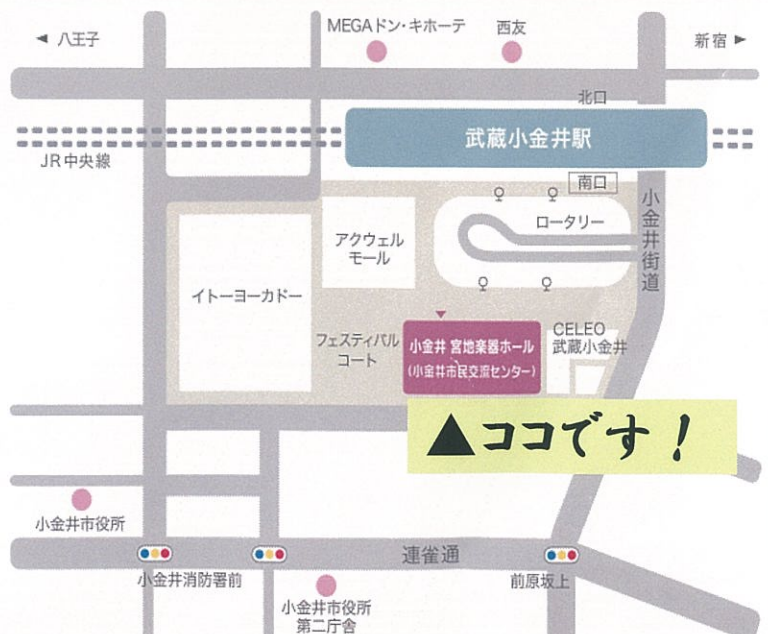 MEGAドン・キホーテ
西友
◀ 八王子
新宿 ▶
北口
武蔵小金井駅
JR中央線
南口
小金井街道
ロータリー
アクウェル
モール
イトーヨーカドー
フェスティバル
コート
小金井 宮地楽器ホール
(小金井市民交流センター)
CELEO
武蔵小金井
▲ココです!
小金井市役所
連雀通
小金井消防署前
前原坂上
小金井市役所
第二庁舎